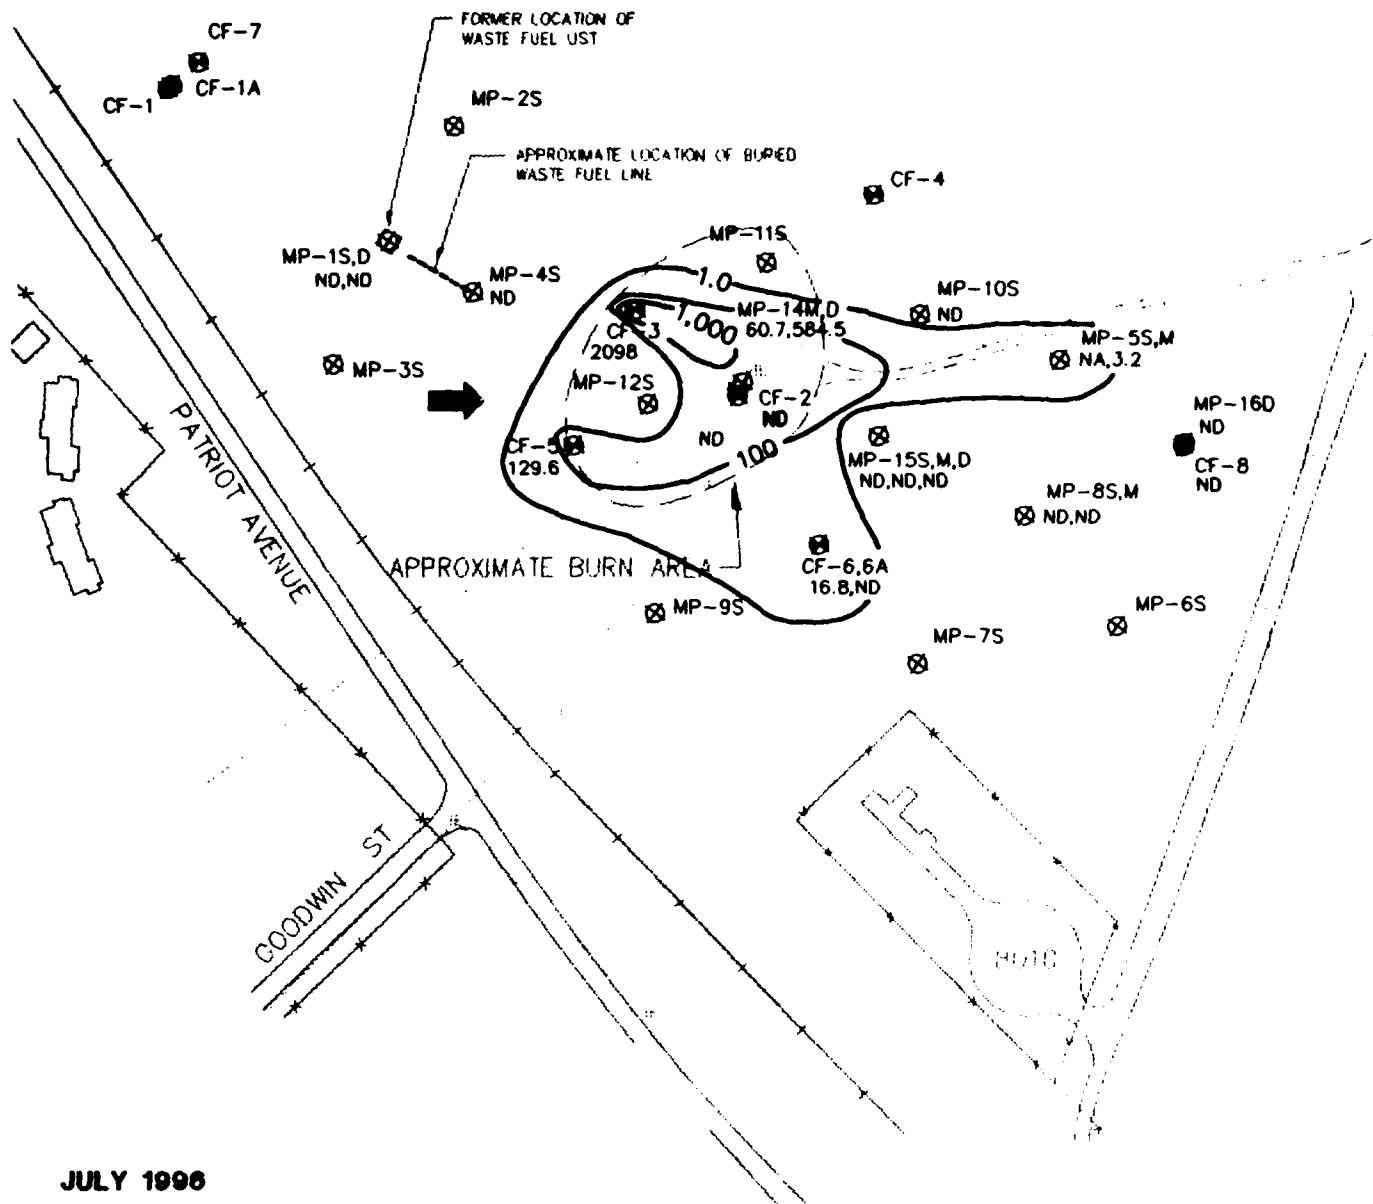 FORMER LOCATION OF
WASTE FUEL UST
CF-7
CF-1A
CF-1
MP-2S
APPROXIMATE LOCATION OF BURIED
WASTE FUEL LINE
CF-4
MP-11S
MP-1S,D
ND,ND
MP-4S
ND
1.0
MP-10S
ND
CF-3
2098
1,000
MP-14M,D
60.7,584.5
MP-5S,M
NA,3.2
MP-3S
MP-12S
CF-2
ND
ND
100
CF-5
129.6
MP-15S,M,D
ND,ND,ND
MP-16D
ND
CF-8
ND
MP-8S,M
ND,ND
PATRIOT AVENUE
APPROXIMATE BURN AREA
CF-6,6A
16.8,ND
MP-9S
MP-6S
MP-7S
GOODWIN ST
JULY 1996